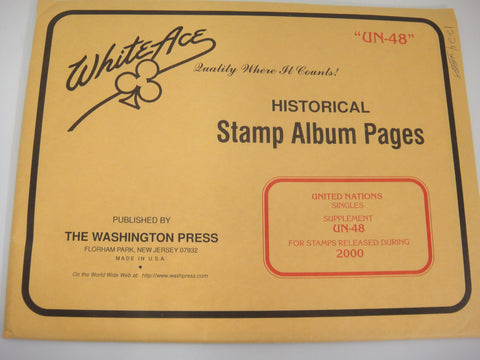 WhiteAce
"UN-48"
Quality Where It Counts!
HISTORICAL
Stamp Album Pages
UNITED NATIONS
SINGLES
SUPPLEMENT
UN-48
FOR STAMPS RELEASED DURING
2000
PUBLISHED BY
THE WASHINGTON PRESS
FLORHAM PARK, NEW JERSEY 07932
MADE IN U.S.A.
On the World Wide Web at: http://www.washpress.com